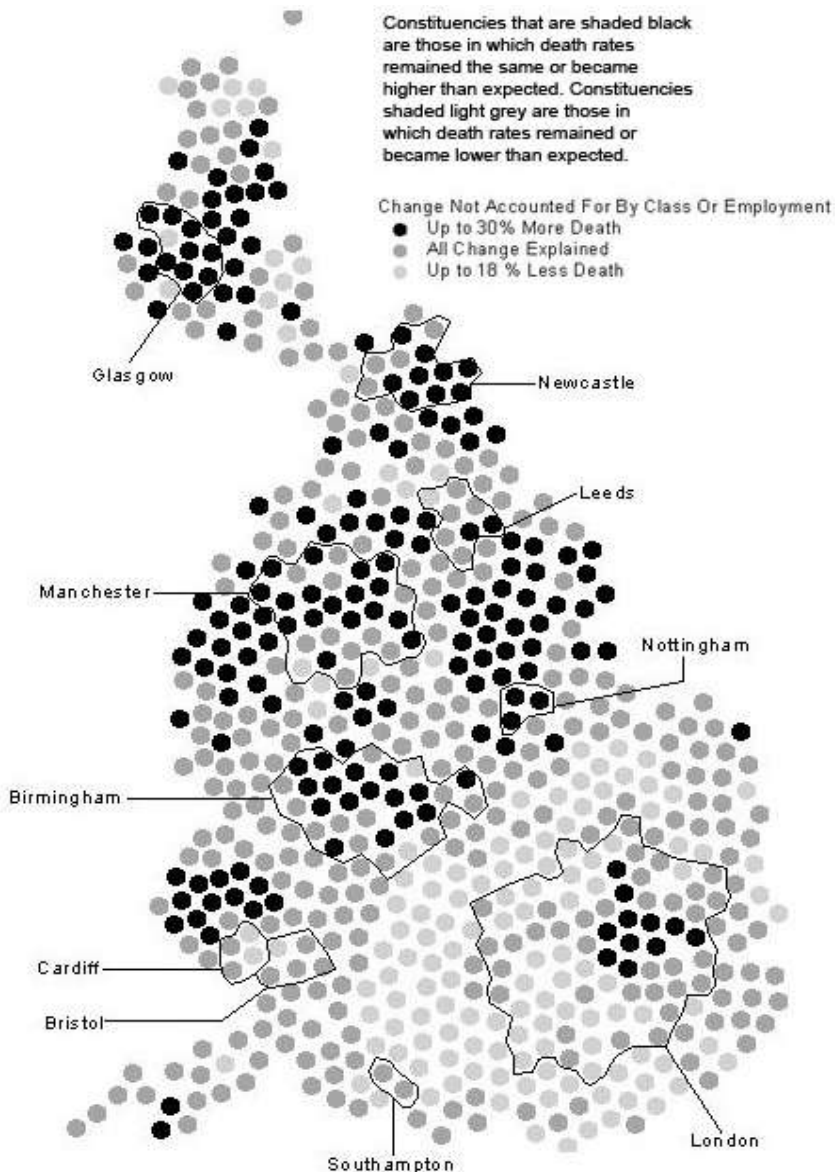 Constituencies that are shaded black
are those in which death rates
remained the same or became
higher than expected. Constituencies
shaded light grey are those in
which death rates remained or
became lower than expected.
Change Not Accounted For By Class Or Employment
Up to 30% More Death
All Change Explained
Up to 18 % Less Death
Glasgow
Newcastle
Leeds
Manchester
Nottingham
Birmingham
Cardiff
Bristol
London
Southampton